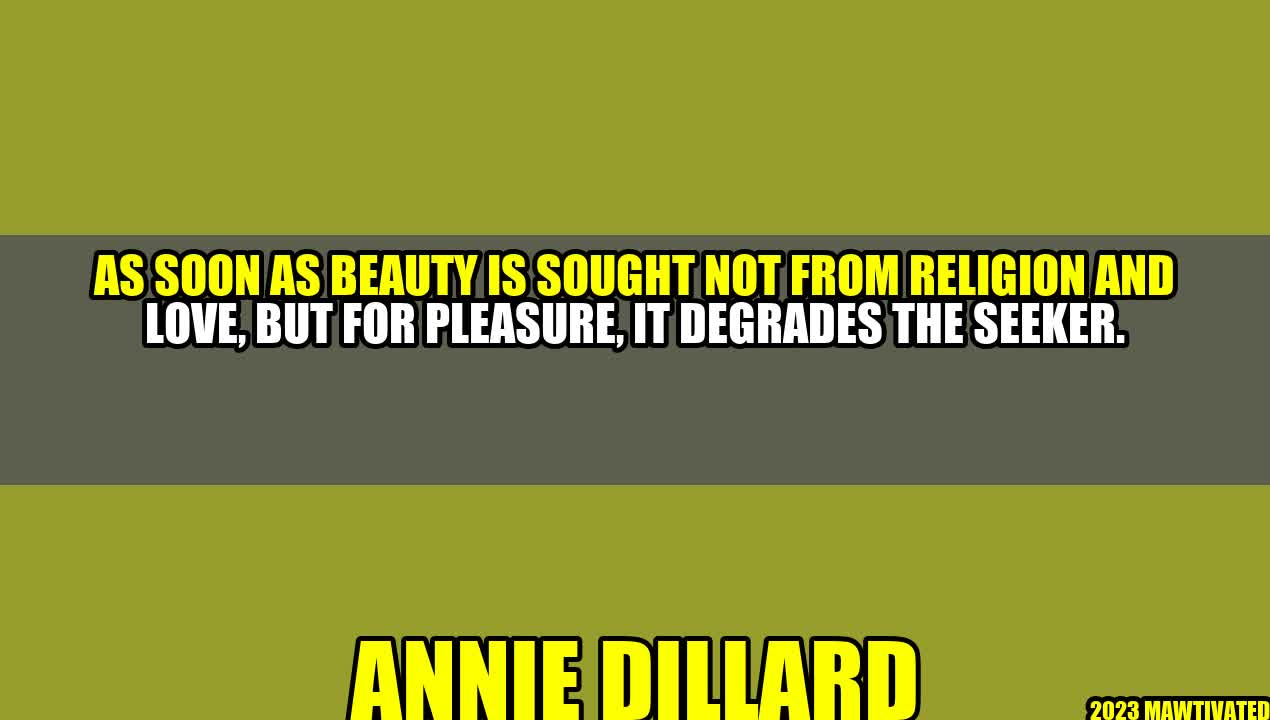 AS SOON AS BEAUTY IS SOUGHT NOT FROM RELIGION AND
LOVE, BUT FOR PLEASURE, IT DEGRADES THE SEEKER.
ANNIE DILLARD
2023 MAWTIVATED